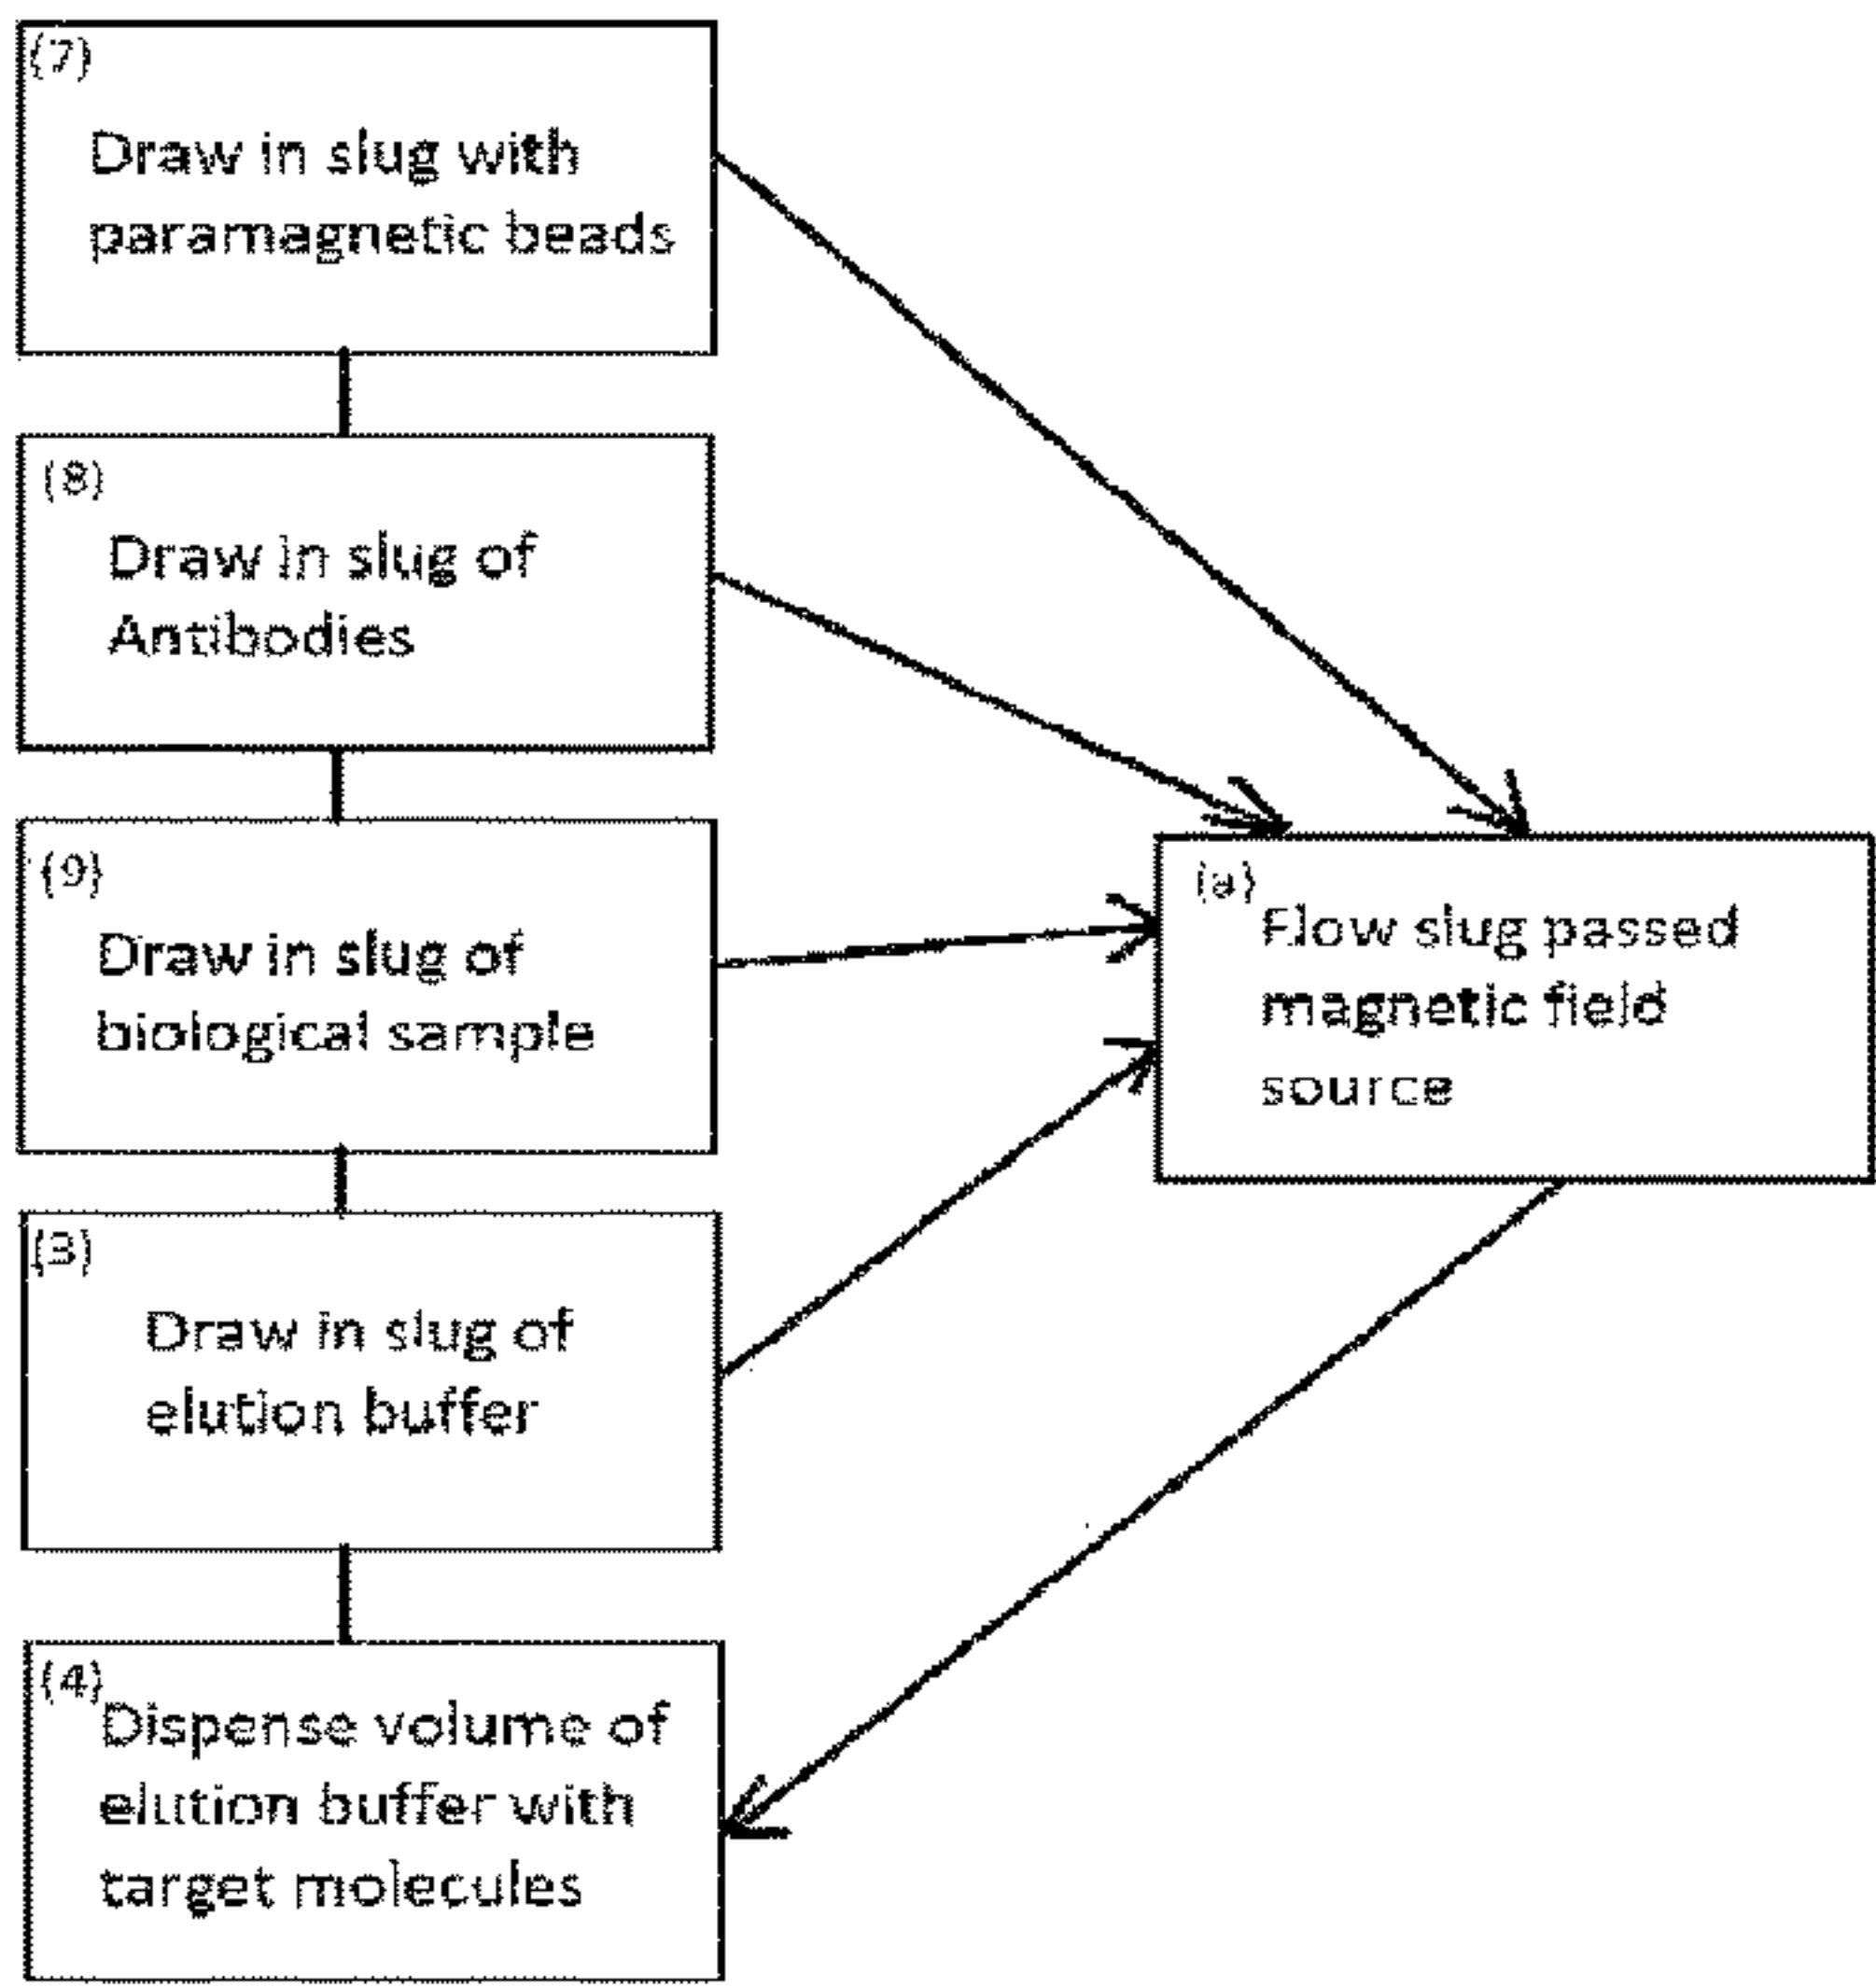 (7)
Draw in slug with
paramagnetic beads
(8)
Draw in slug of
Antibodies
(9)
Draw in slug of
biological sample
(a)
Flow slug passed
magnetic field
source
(3)
Draw in slug of
elution buffer
(4)
Dispense volume of
elution buffer with
target molecules